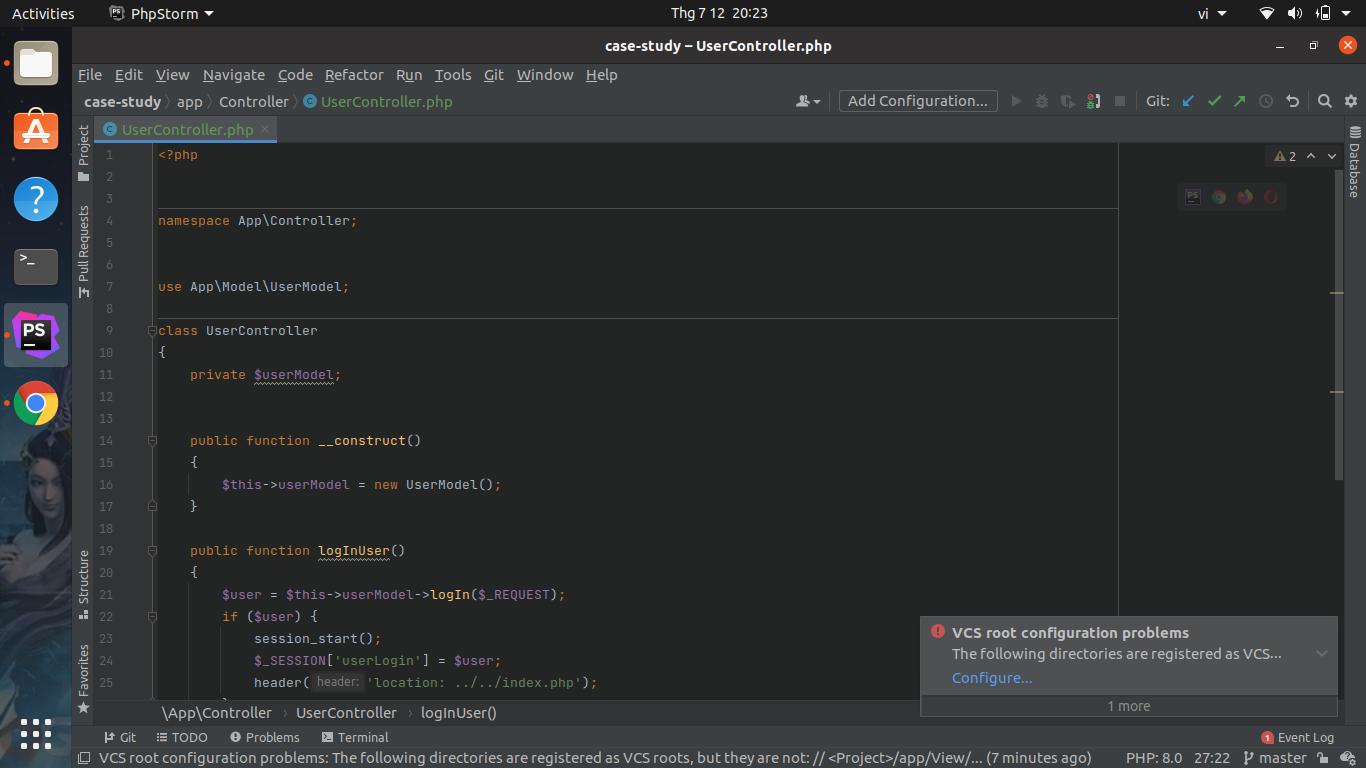 Activities PhpStorm Thg 7 12 20:23 vi
case-study – UserController.php
File Edit View Navigate Code Refactor Run Tools Git Window Help
case-study app Controller UserController.php Add Configuration... Git:
UserController.php
Project
Pull Requests
Structure
Favorites
Database
2
1 <?php
2
3
4 namespace App\Controller;
5
6
7 use App\Model\UserModel;
8
9 class UserController
10 {
11 private $userModel;
12
13
14 public function __construct()
15 {
16 $this->userModel = new UserModel();
17 }
18
19 public function logInUser()
20 {
21 $user = $this->userModel->logIn($_REQUEST);
22 if ($user) {
23 session_start();
24 $_SESSION['userLogin'] = $user;
25 header( header: 'location: ../../index.php');
VCS root configuration problems
The following directories are registered as VCS...
Configure...
1 more
\App\Controller › UserController › logInUser()
Git TODO Problems Terminal 1 Event Log
VCS root configuration problems: The following directories are registered as VCS roots, but they are not: // <Project>/app/View/... (7 minutes ago) PHP: 8.0 27:22 master